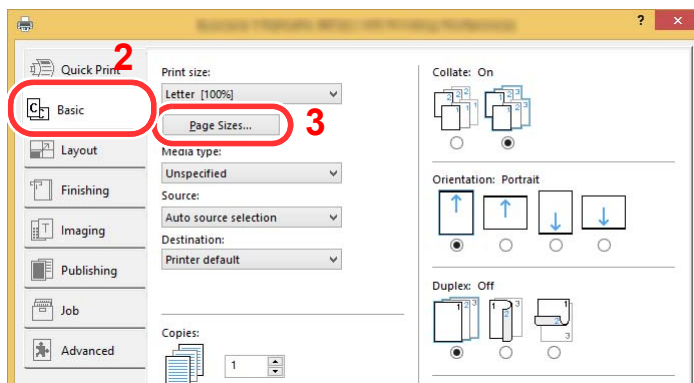 ?
Quick Print
2
Basic
Layout
Finishing
Imaging
Publishing
Job
Advanced
Print size:
Letter [100%]
Page Sizes...
3
Media type:
Unspecified
Source:
Auto source selection
Destination:
Printer default
Copies:
1
Collate: On
Orientation: Portrait
Duplex: Off